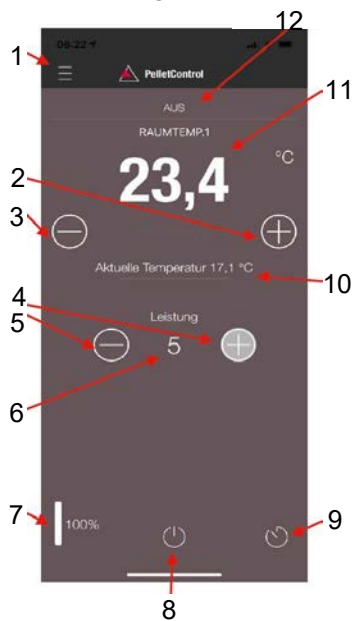 12
08:22
1
PelletControl
11
AUS
RAUMTEMP.1
2
23,4 °C
3
Aktuelle Temperatur 17,1 °C
10
4
Leistung
5
5
6
7
100%
9
8